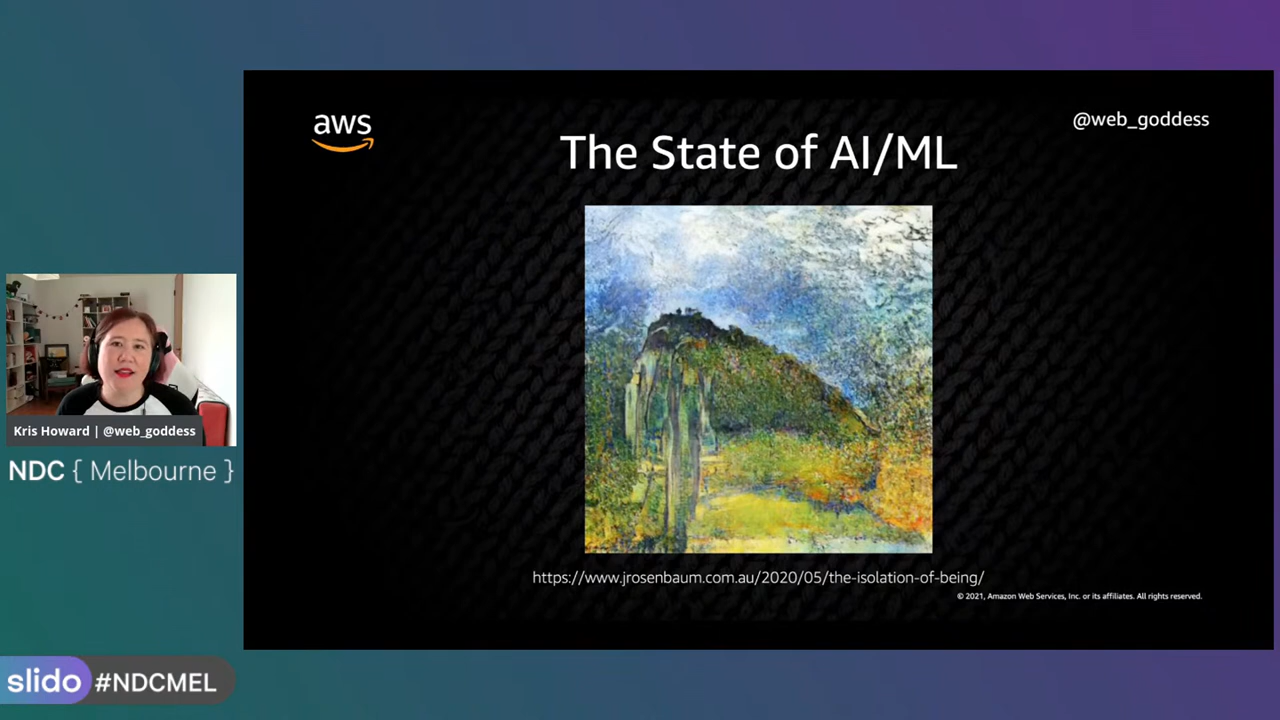 aws
@web_goddess
The State of AI/ML
https://www.jrosenbaum.com.au/2020/05/the-isolation-of-being/
© 2021, Amazon Web Services, Inc. or its affiliates. All rights reserved.
Kris Howard | @web_goddess
NDC { Melbourne }
slido #NDCMEL